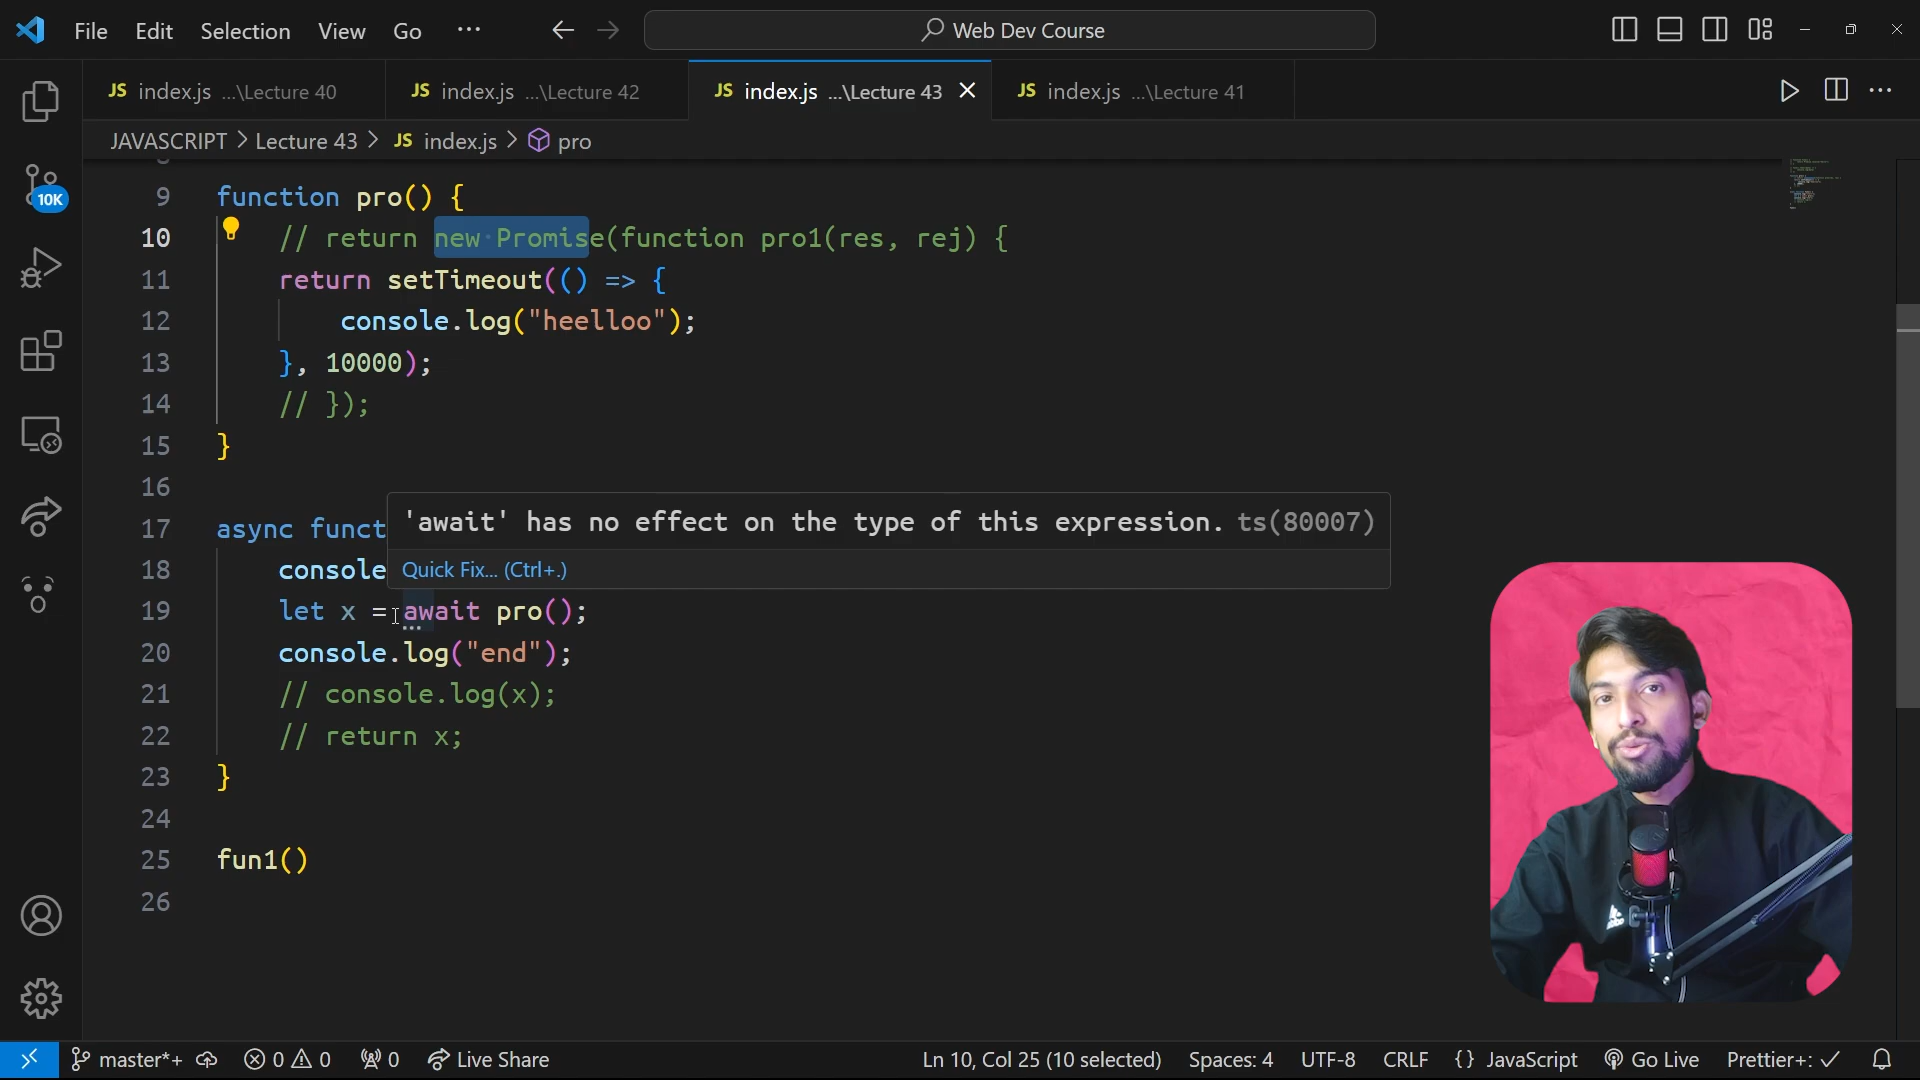 File Edit Selection View Go ··· Web Dev Course
JS index.js ...\Lecture 40 JS index.js ...\Lecture 42 JS index.js ...\Lecture 43 JS index.js ...\Lecture 41
JAVASCRIPT > Lecture 43 > JS index.js > pro
10K
9 function pro() {
10 // return new Promise(function pro1(res, rej) {
11 return setTimeout(() => {
12 console.log("heelloo");
13 }, 10000);
14 // });
15 }
16
'await' has no effect on the type of this expression. ts(80007)
17 async funct
Quick Fix... (Ctrl+.)
18 console
19 let x = await pro();
20 console.log("end");
21 // console.log(x);
22 // return x;
23 }
24
25 fun1()
26
master*+ 0 0 0 Live Share Ln 10, Col 25 (10 selected) Spaces: 4 UTF-8 CRLF {} JavaScript Go Live Prettier+: ✓